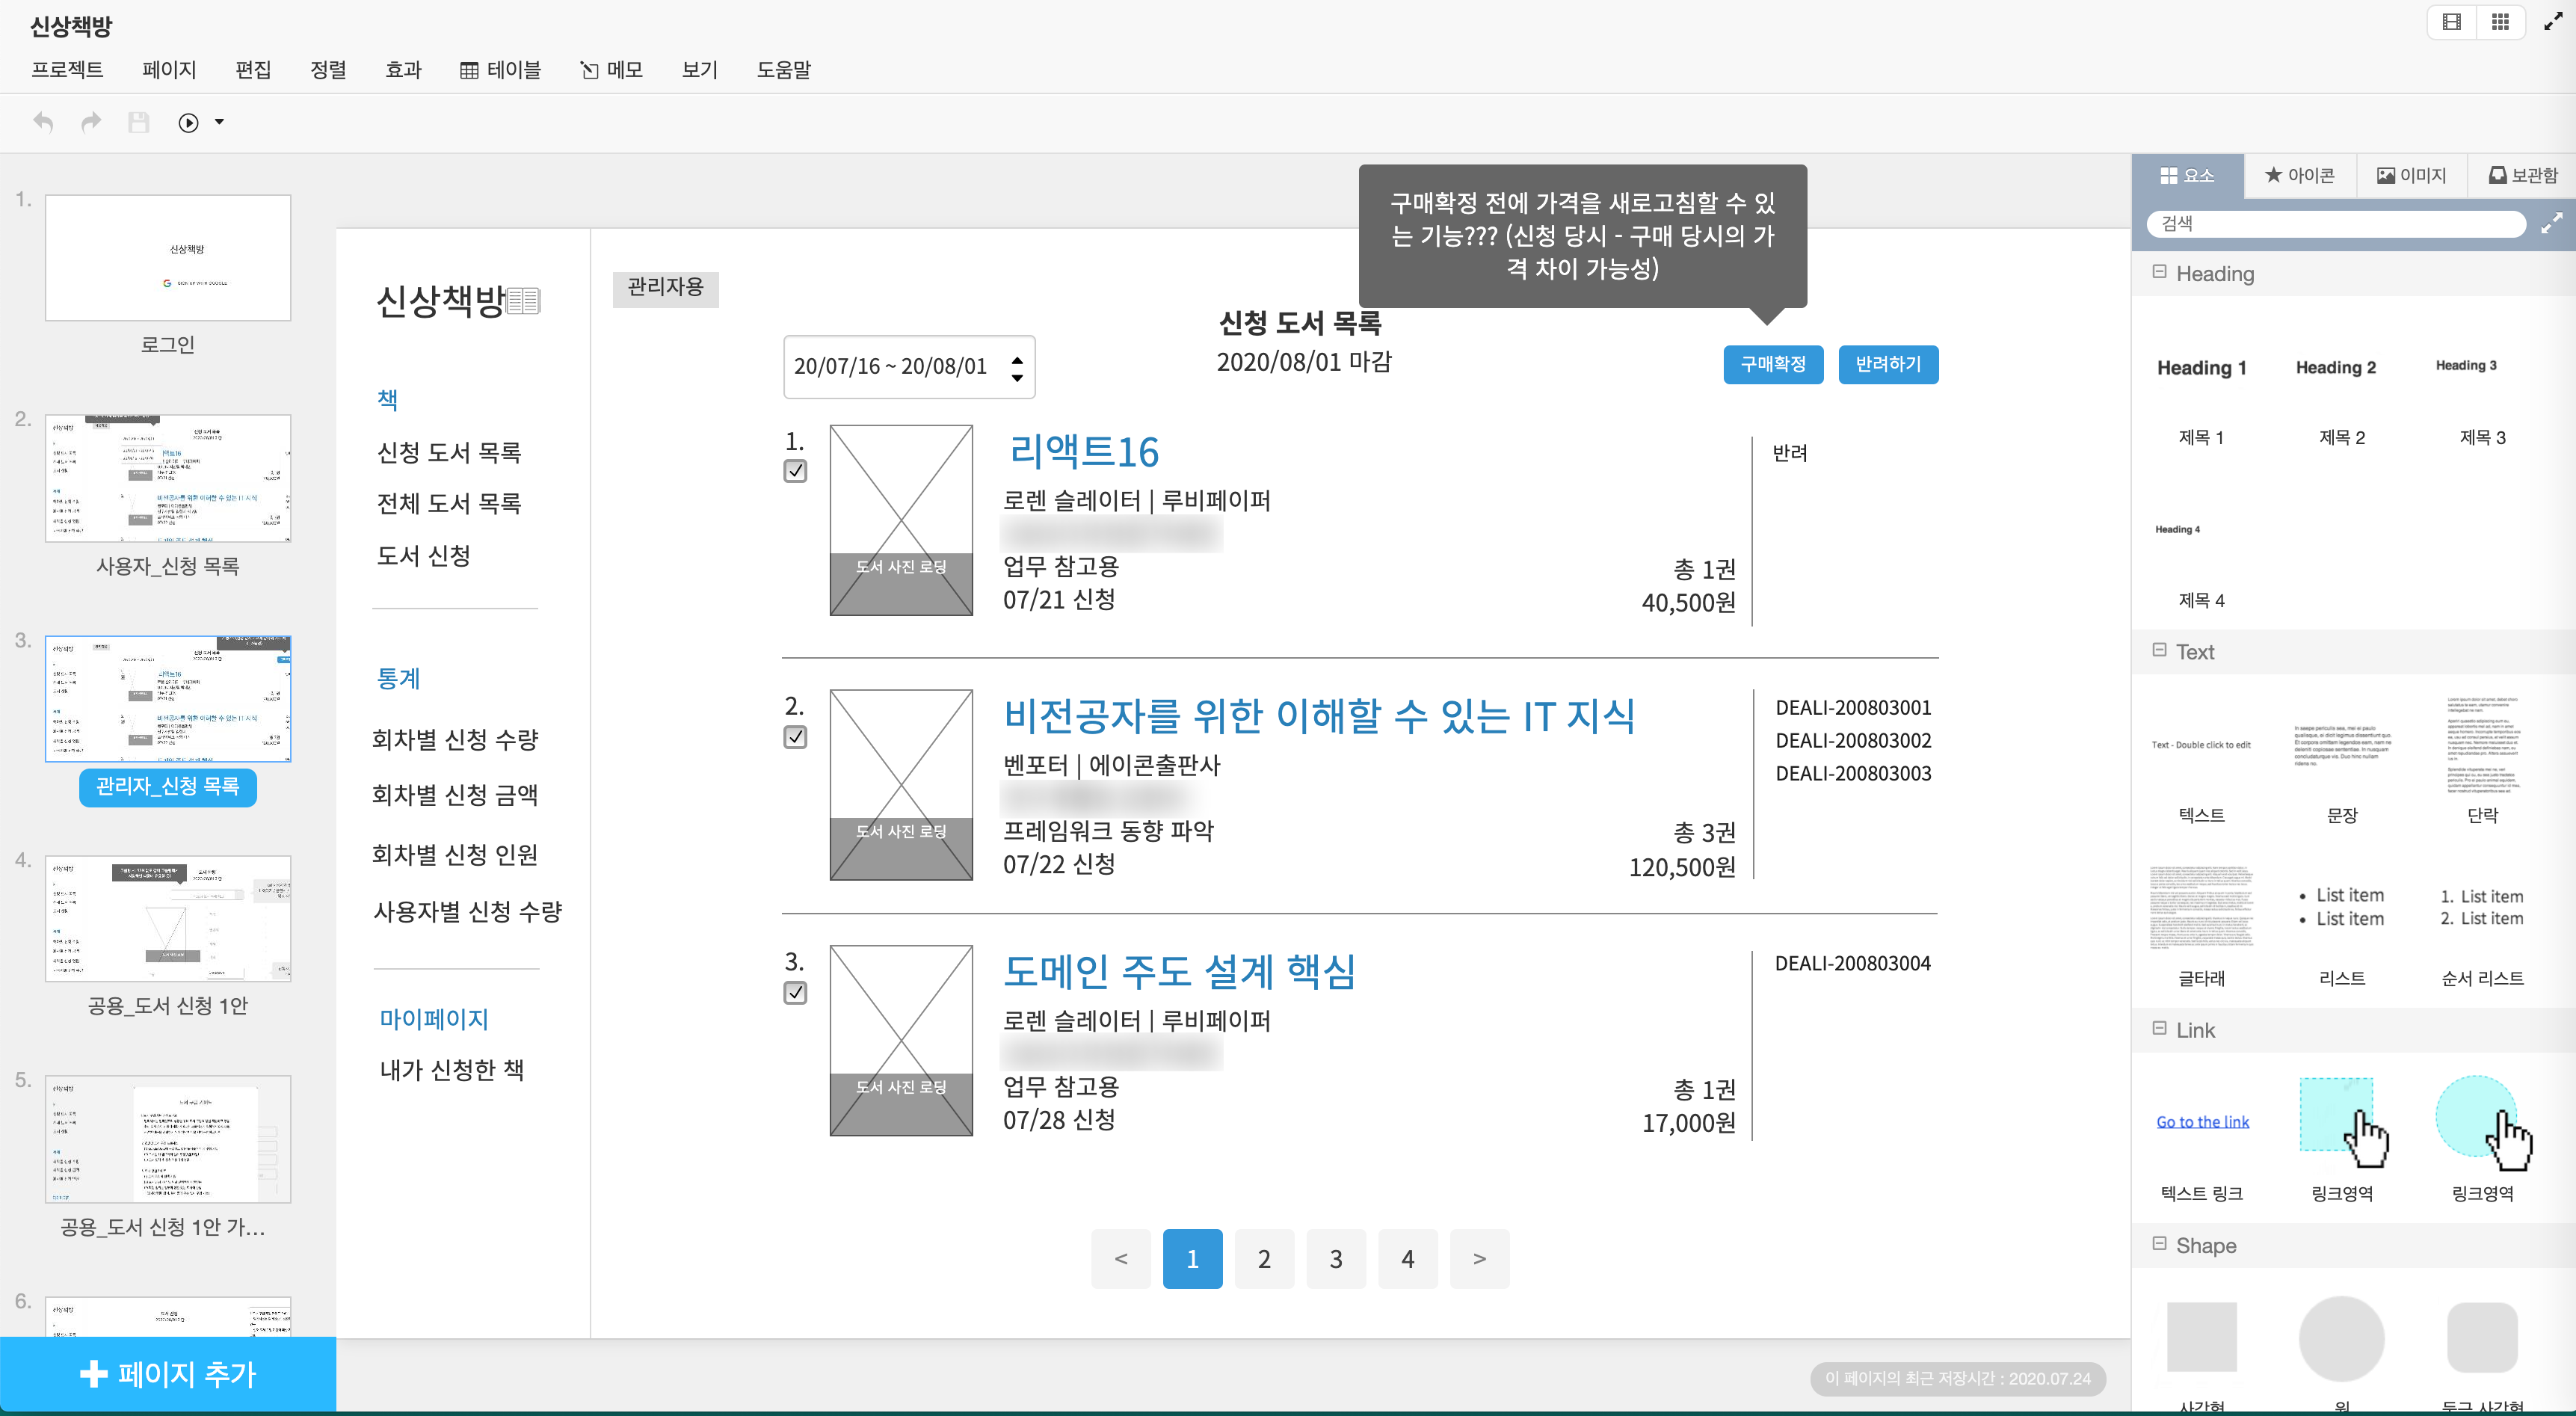 신상책방
프로젝트 페이지 편집 정렬 효과 테이블 메모 보기 도움말
1.
신상책방
SIGN UP WITH GOOGLE
로그인
2.
사용자_신청 목록
3.
관리자_신청 목록
4.
공용_도서 신청 1안
5.
공용_도서 신청 1안 가...
6.
페이지 추가
신상책방
책
신청 도서 목록
전체 도서 목록
도서 신청
통계
회차별 신청 수량
회차별 신청 금액
회차별 신청 인원
사용자별 신청 수량
마이페이지
내가 신청한 책
관리자용
구매확정 전에 가격을 새로고침할 수 있
는 기능??? (신청 당시 - 구매 당시의 가
격 차이 가능성)
20/07/16 ~ 20/08/01
신청 도서 목록
2020/08/01 마감
구매확정 반려하기
1.
도서 사진 로딩
리액트16
로렌 슬레이터 | 루비페이퍼
업무 참고용
07/21 신청
총 1권
40,500원
반려
2.
도서 사진 로딩
비전공자를 위한 이해할 수 있는 IT 지식
벤포터 | 에이콘출판사
프레임워크 동향 파악
07/22 신청
총 3권
120,500원
DEALI-200803001
DEALI-200803002
DEALI-200803003
3.
도서 사진 로딩
도메인 주도 설계 핵심
로렌 슬레이터 | 루비페이퍼
업무 참고용
07/28 신청
총 1권
17,000원
DEALI-200803004
< 1 2 3 4 >
이 페이지의 최근 저장시간 : 2020.07.24
요소 아이콘 이미지 보관함
검색
Heading
Heading 1 Heading 2 Heading 3
제목 1 제목 2 제목 3
Heading 4
제목 4
Text
Text - Double click to edit
텍스트 문장 단락
• List item
• List item
1. List item
2. List item
글타래 리스트 순서 리스트
Link
Go to the link
텍스트 링크 링크영역 링크영역
Shape
사각형 원 둥근 사각형